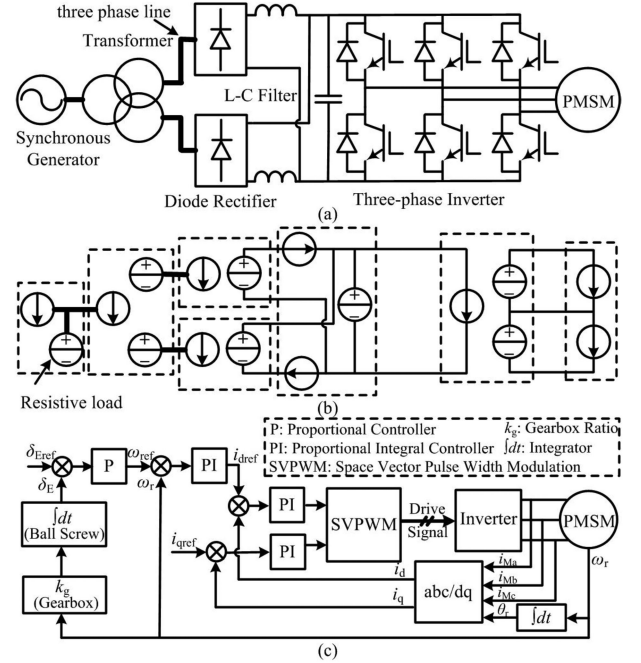 three phase line
Transformer
L-C Filter
PMSM
Synchronous
Generator
Diode Rectifier
Three-phase Inverter
(a)
+
−
+
−
+
−
+
−
+
−
+
−
+
−
+
−
Resistive load
(b)
P: Proportional Controller
kg: Gearbox Ratio
PI: Proportional Integral Controller
∫dt: Integrator
SVPWM: Space Vector Pulse Width Modulation
δEref
P
ωref
PI
idref
δE
ωr
∫dt
(Ball Screw)
PI
SVPWM
Drive
Signal
Inverter
PMSM
iqref
PI
ωr
kg
(Gearbox)
id
iq
abc/dq
iMa
iMb
iMc
θr
∫dt
(c)